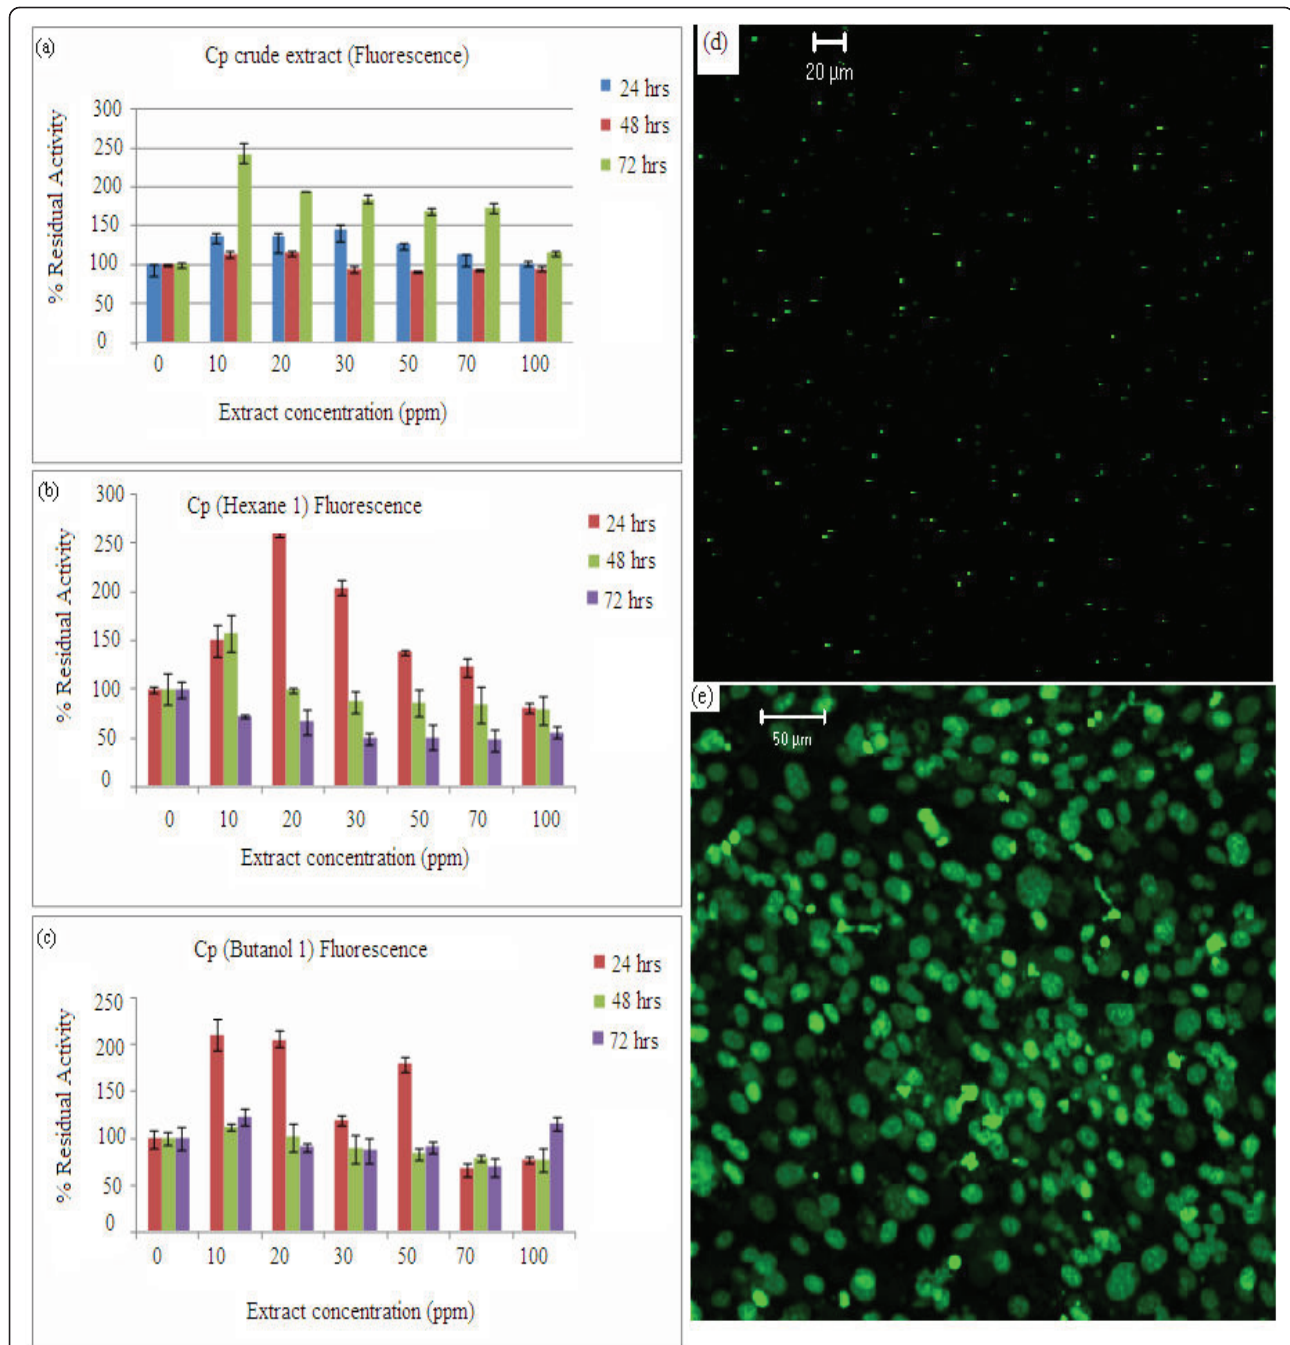 (a)
Cp crude extract (Fluorescence)
24 hrs
48 hrs
72 hrs
% Residual Activity
300
250
200
150
100
50
0
0 10 20 30 50 70 100
Extract concentration (ppm)
(b)
Cp (Hexane 1) Fluorescence
24 hrs
48 hrs
72 hrs
% Residual Activity
300
250
200
150
100
50
0
0 10 20 30 50 70 100
Extract concentration (ppm)
(c)
Cp (Butanol 1) Fluorescence
24 hrs
48 hrs
72 hrs
% Residual Activity
250
200
150
100
50
0
0 10 20 30 50 70 100
Extract concentration (ppm)
(d)
20 µm
(e)
50 µm